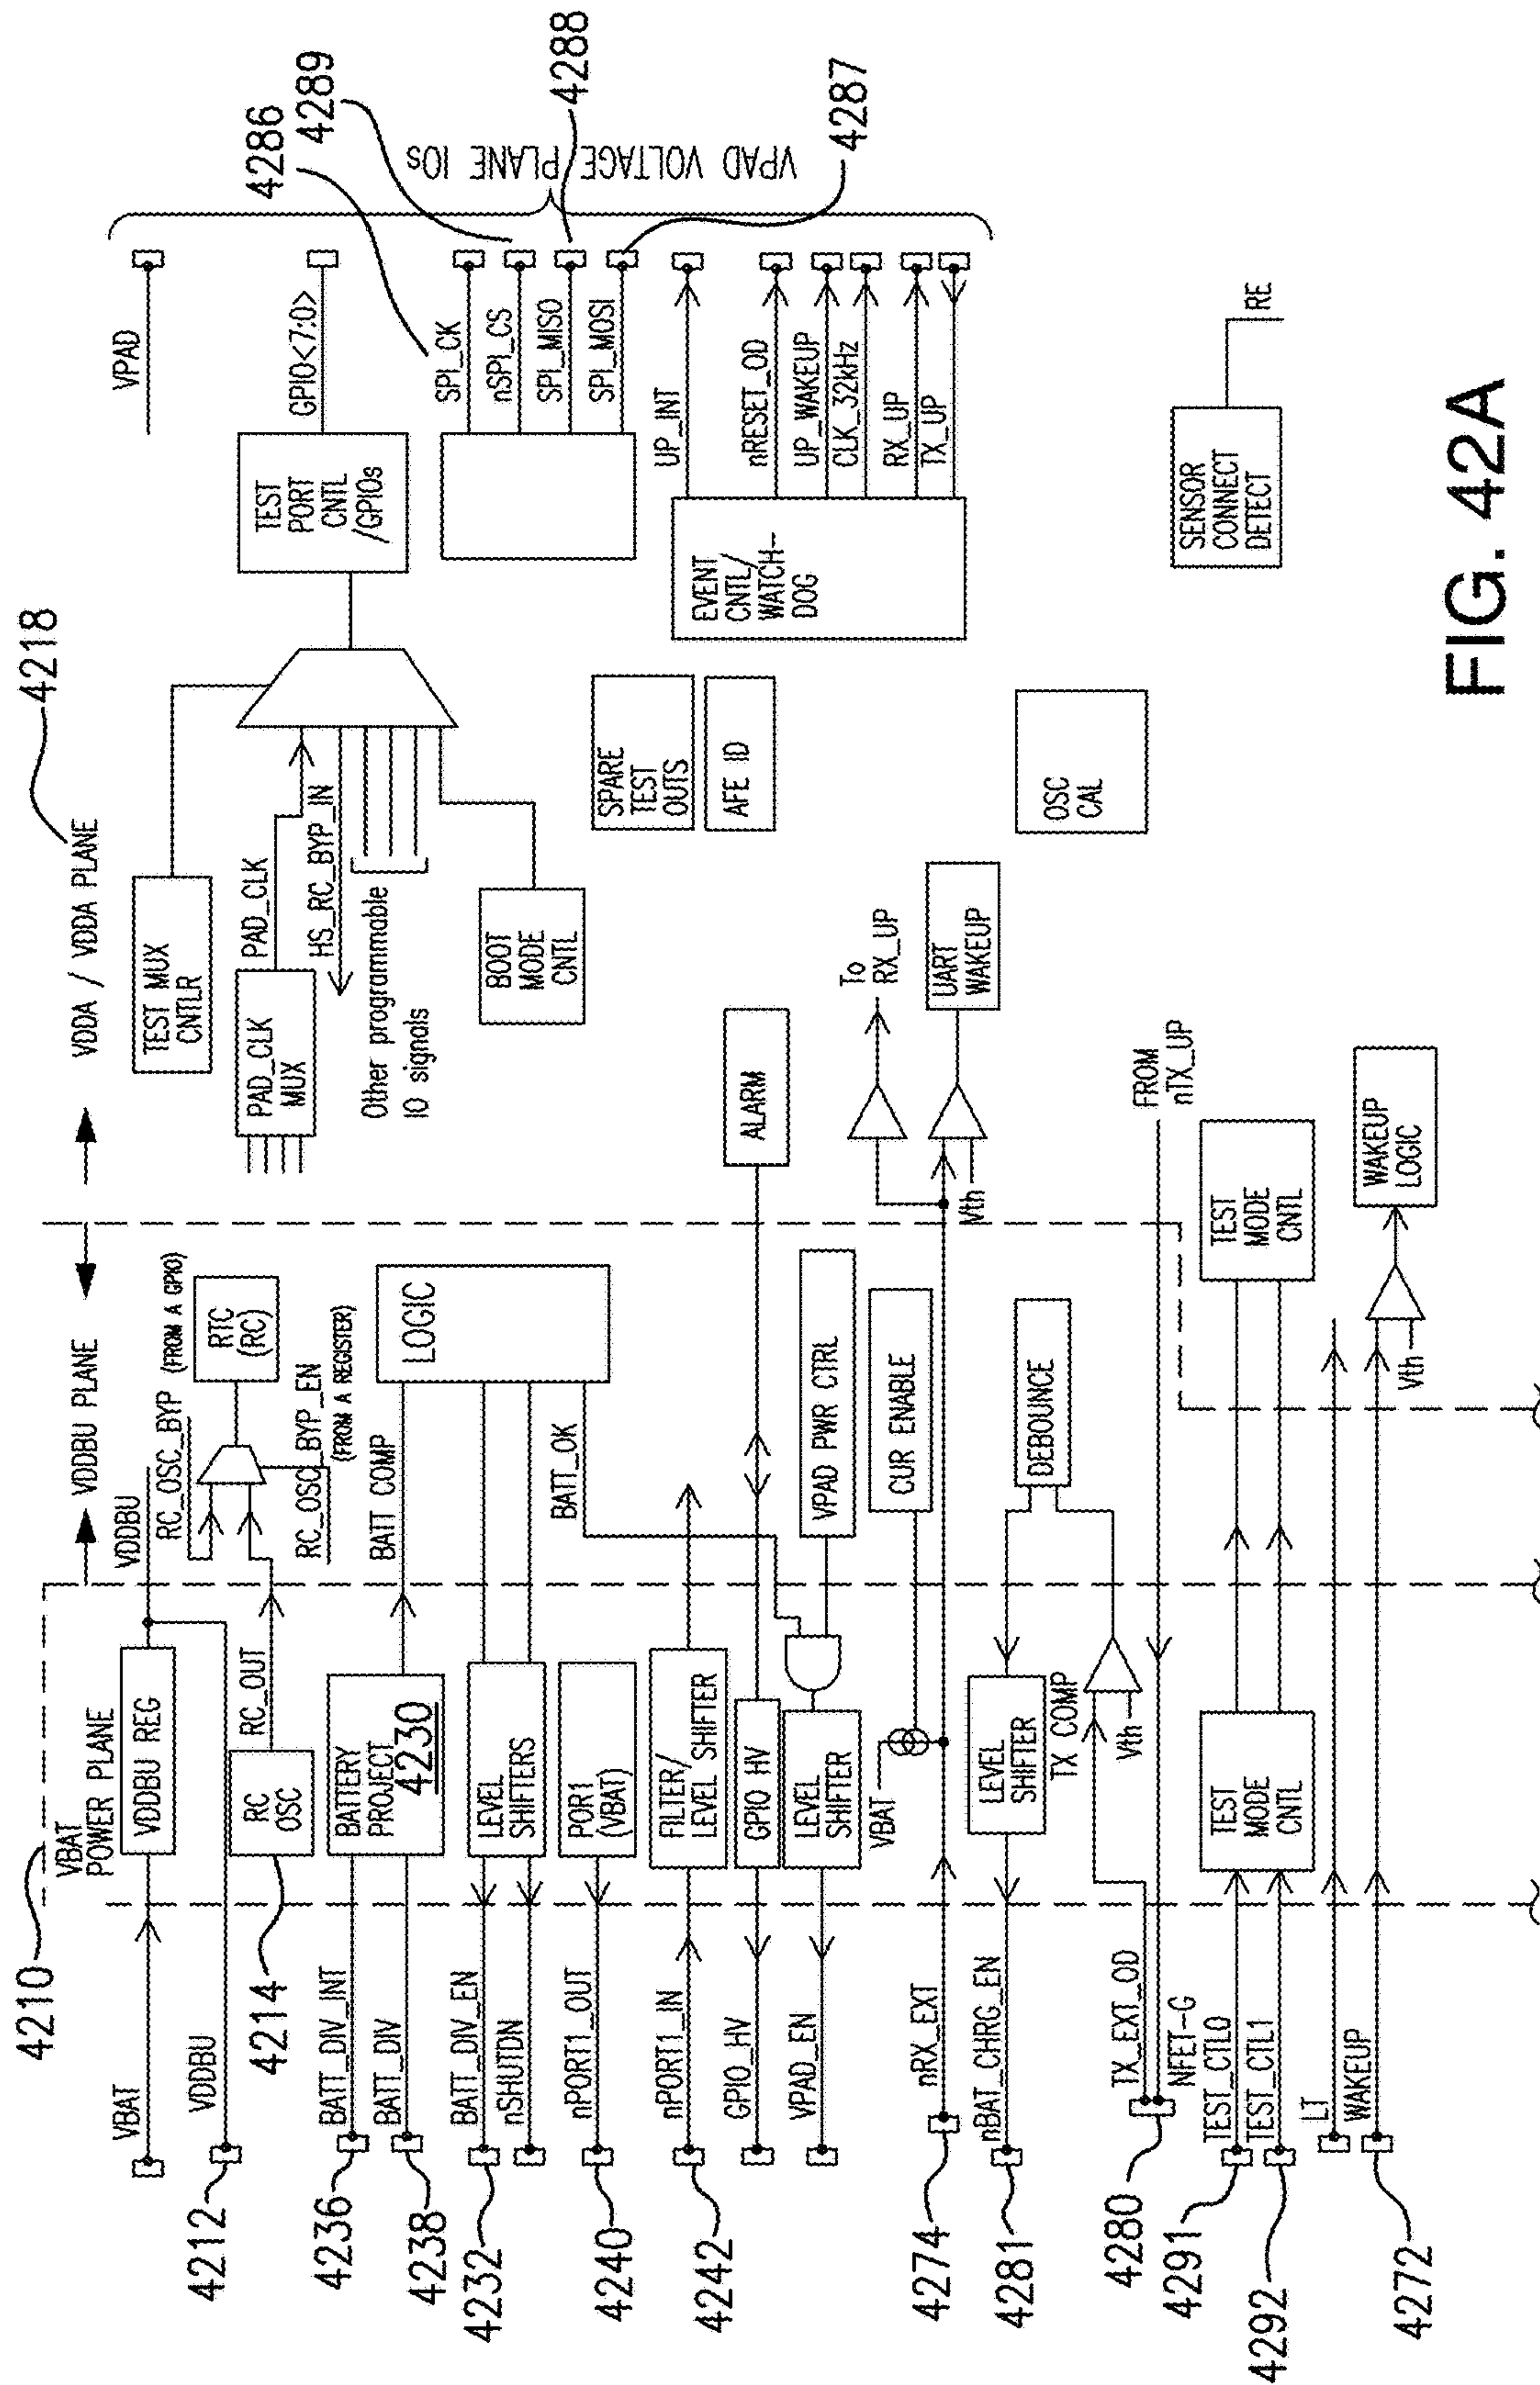 4210
VBAT
POWER PLANE
VDDBU PLANE
VDDA / VDDA PLANE
4218
VBAT
VDDBU REG
VDDBU
VDDBU
4212
RC
OSC
RC_OUT
4214
RC_OSC_BYP
(FROM A GPIO)
RTC
(RC)
RC_OSC_BYP_EN
(FROM A REGISTER)
TEST MUX
CNTLR
PAD_CLK
MUX
PAD_CLK
HS_RC_BYP_IN
Other programmable
IO signals
BOOT
MODE
CNTL
TEST
PORT
CNTL
/GPIOs
VPAD
GPIO<7:0>
SPI_CK
nSPI_CS
SPI_MISO
SPI_MOSI
4286
4289
4288
4287
VPAD VOLTAGE PLANE IOs
BATT_DIV_INT
4236
BATT_DIV
4238
BATTERY
PROJECT
4230
BATT COMP
LOGIC
BATT_DIV_EN
4232
nSHUTDN
LEVEL
SHIFTERS
BATT_OK
nPORT1_OUT
4240
PORT1
(VBAT)
nPORT1_IN
4242
FILTER/
LEVEL SHIFTER
GPIO_HV
GPIO HV
ALARM
VPAD_EN
LEVEL
SHIFTER
VPAD PWR CTRL
SPARE
TEST
OUTS
AFE ID
EVENT
CNTL/
WATCH-
DOG
UP_INT
nRESET_OD
UP_WAKEUP
CLK_32kHz
RX_UP
TX_UP
VBAT
CUR ENABLE
nRX_EXT
4274
To
RX_UP
Vth
UART
WAKEUP
nBAT_CHRG_EN
4281
LEVEL
SHIFTER
DEBOUNCE
TX COMP
Vth
OSC
CAL
TX_EXT_OD
NFET-G
4280
FROM
nTX_UP
TEST_CTL0
4291
TEST_CTL1
4292
TEST
MODE
CNTL
TEST
MODE
CNTL
SENSOR
CONNECT
DETECT
RE
LT
WAKEUP
4272
Vth
WAKEUP
LOGIC
FIG. 42A